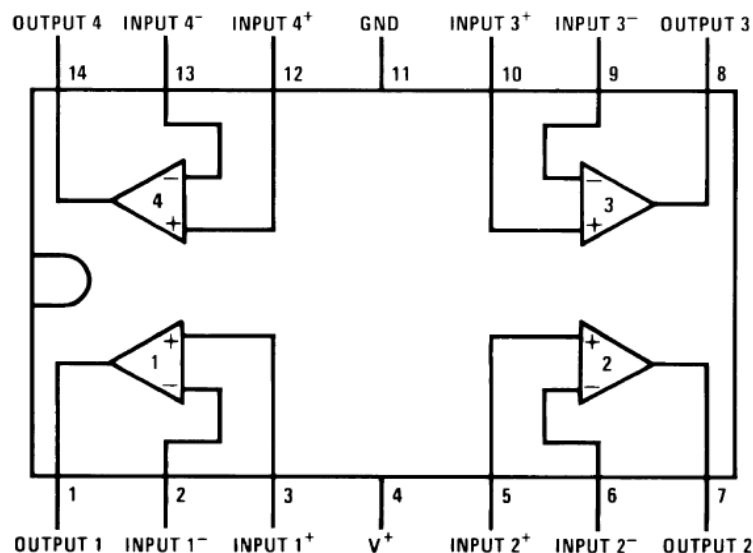 OUTPUT 4 INPUT 4⁻ INPUT 4⁺ GND INPUT 3⁺ INPUT 3⁻ OUTPUT 3
14 13 12 11 10 9 8
− −
4 3
+ +
+ +
1 2
− −
1 2 3 4 5 6 7
OUTPUT 1 INPUT 1⁻ INPUT 1⁺ V⁺ INPUT 2⁺ INPUT 2⁻ OUTPUT 2